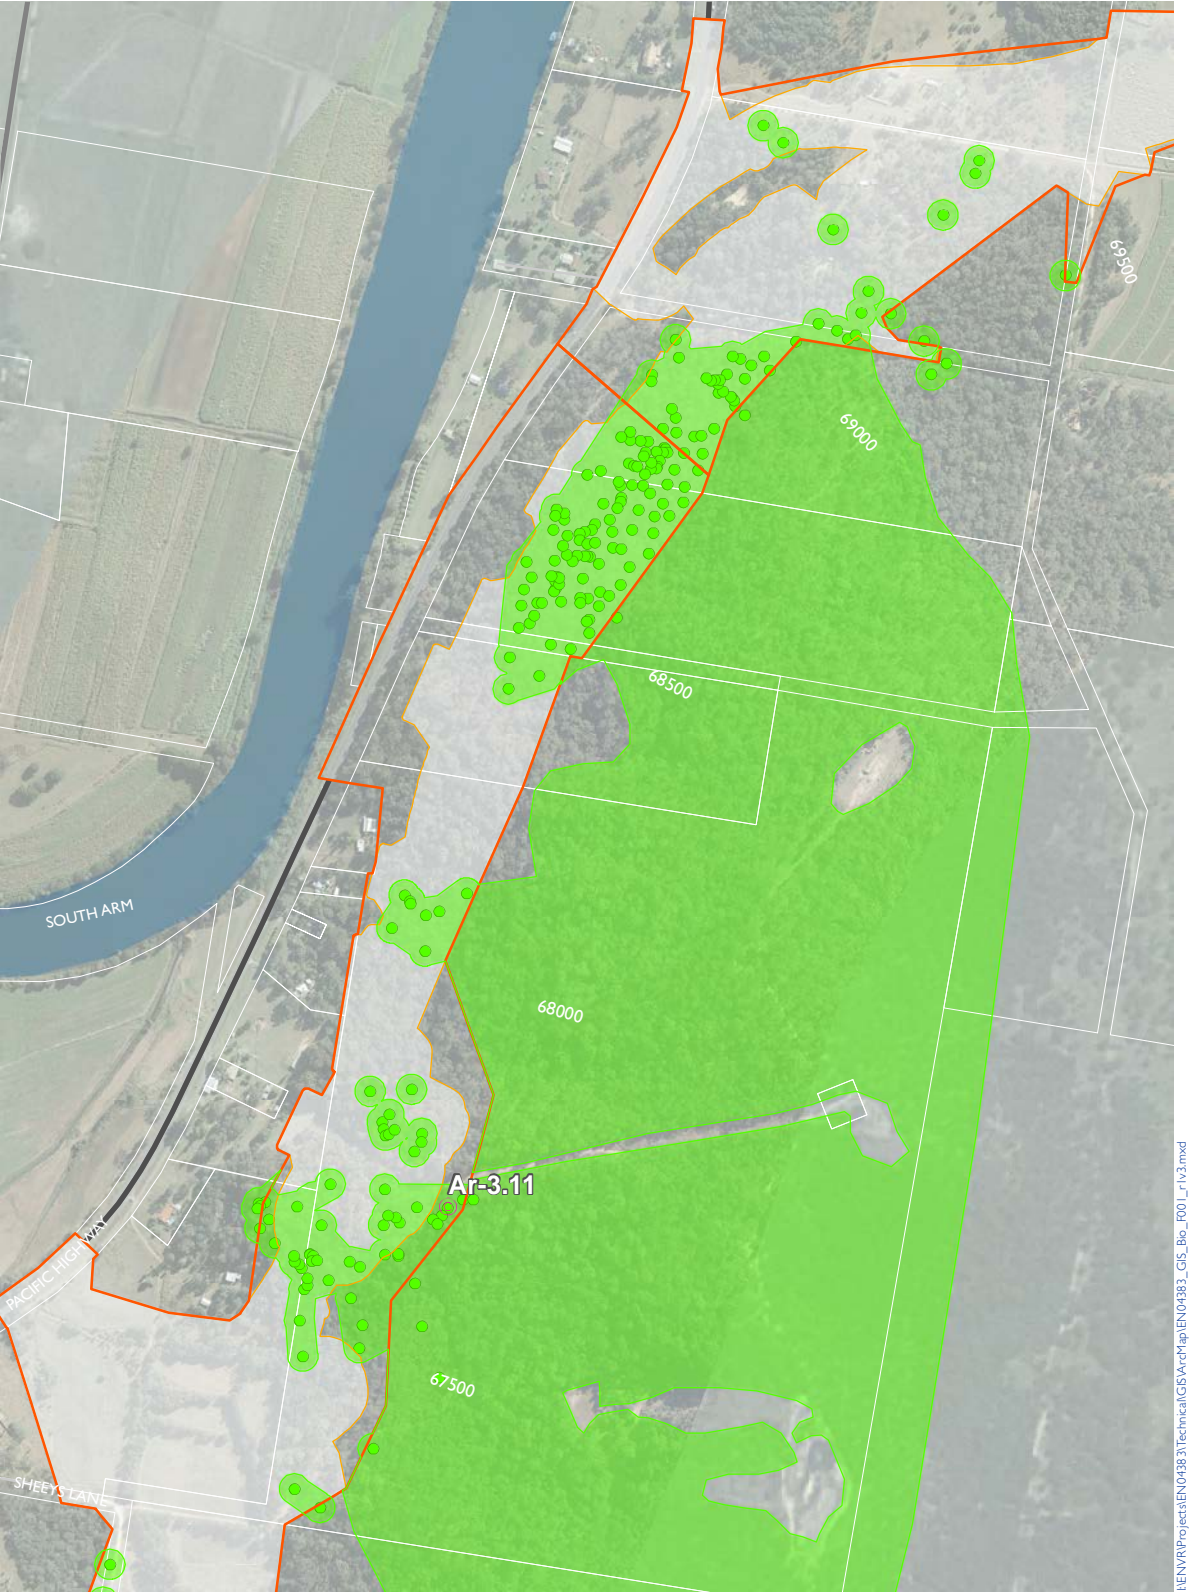 69500
69000
68500
SOUTH ARM
68000
Ar-3.11
PACIFIC HIGHWAY
67500
SHEEYS LANE
\ENVR\Projects\EN04383\Technical\GIS\ArcMap\EN04383_GIS_Bio_F001_r1v3.mxd